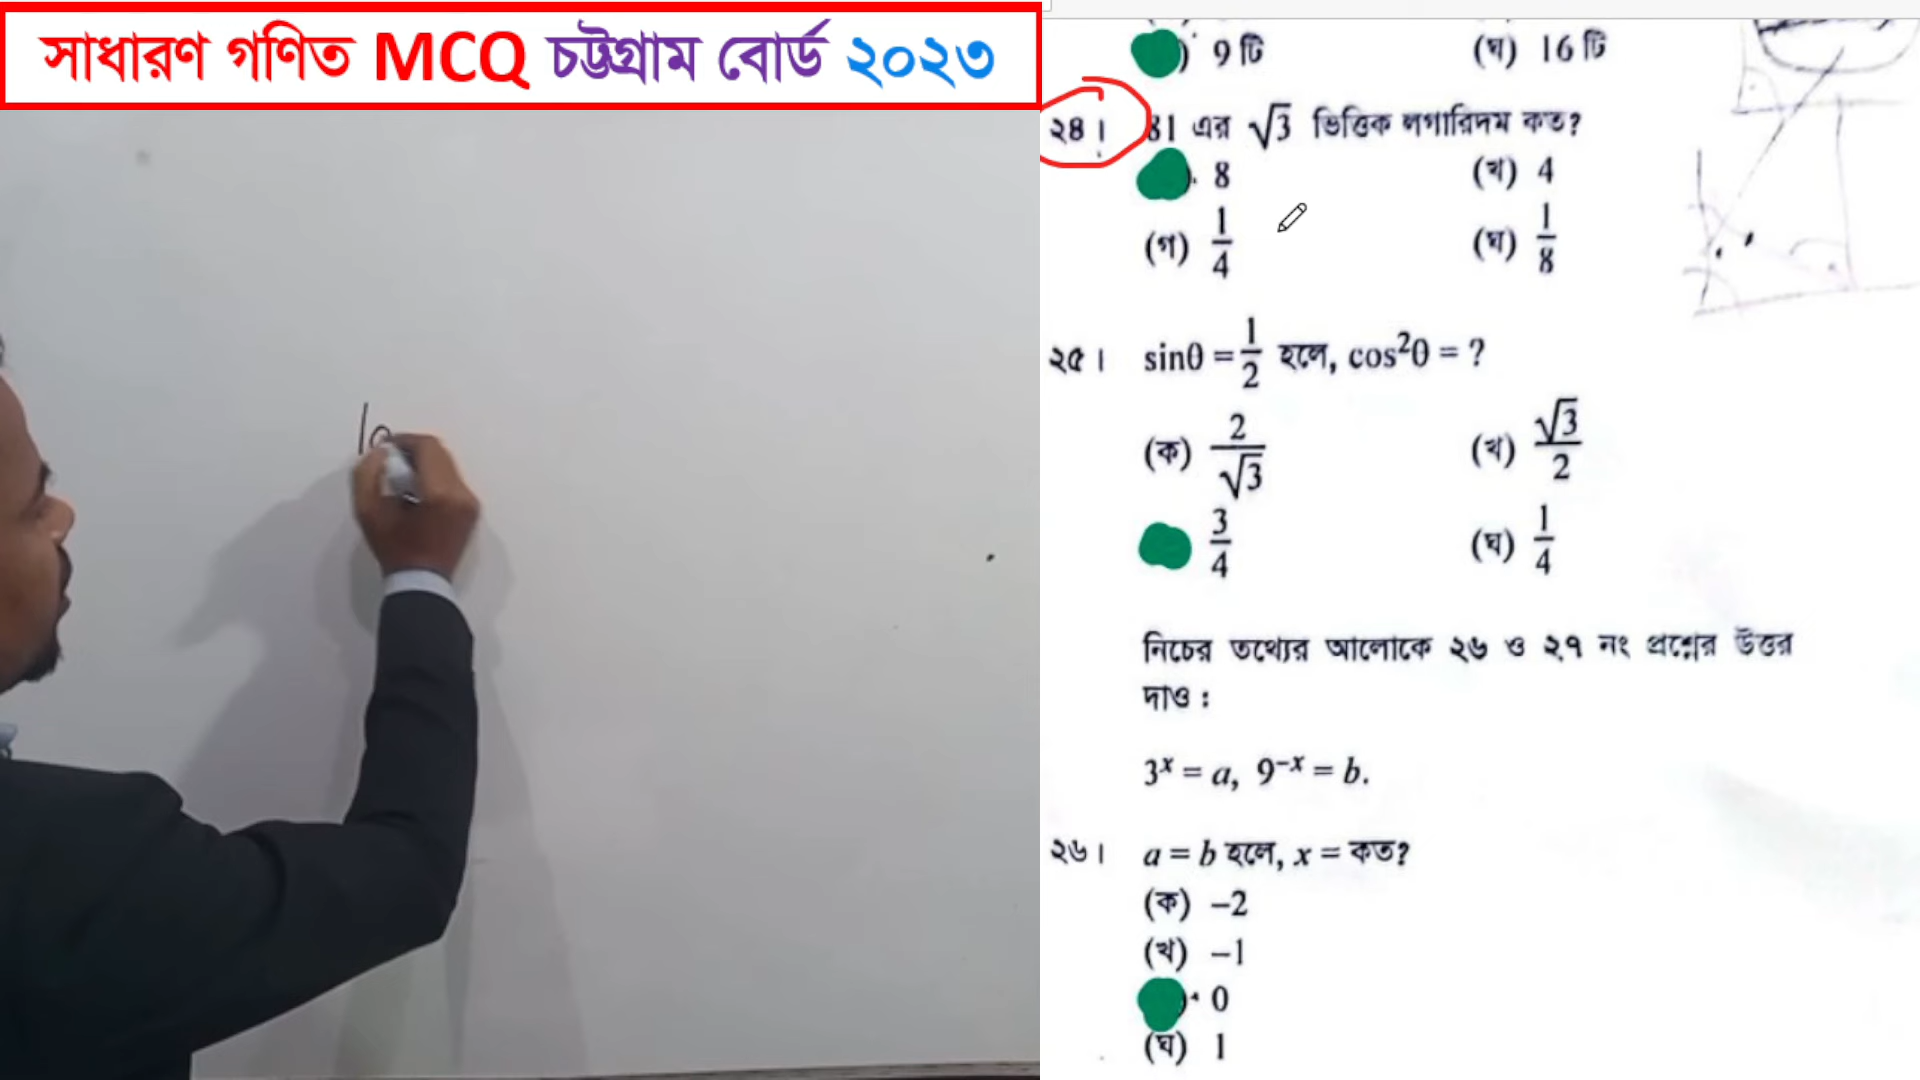 সাধারণ গণিত MCQ চট্টগ্রাম বোর্ড ২০২৩
lo
) 9 টি (ঘ) 16 টি
২৪। 81 এর √3 ভিত্তিক লগারিদম কত?
8 (খ) 4
(গ) 1/4 (ঘ) 1/8
২৫। sinθ = 1/2 হলে, cos²θ = ?
(ক) 2/√3 (খ) √3/2
3/4 (ঘ) 1/4
নিচের তথ্যের আলোকে ২৬ ও ২৭ নং প্রশ্নের উত্তর
দাও :
3ˣ = a, 9⁻ˣ = b.
২৬। a = b হলে, x = কত?
(ক) −2
(খ) −1
0
(ঘ) 1